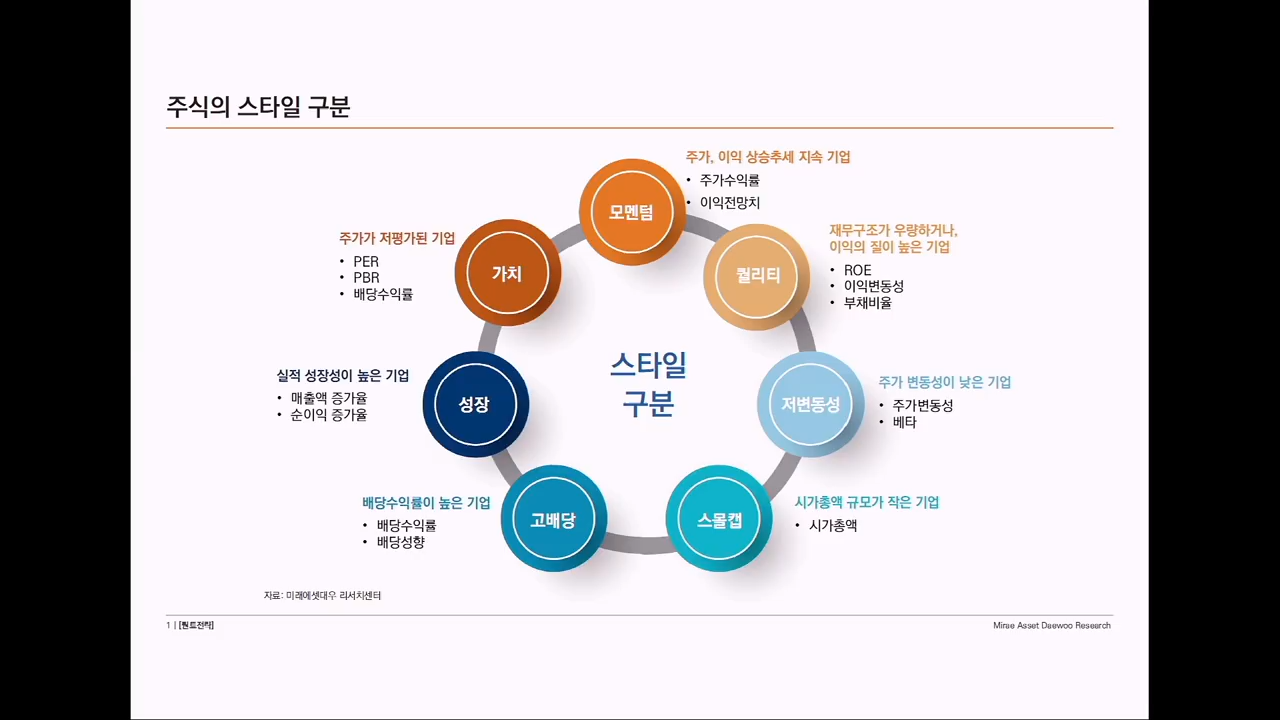 주식의 스타일 구분
주가, 이익 상승추세 지속 기업
• 주가수익률
• 이익전망치
모멘텀
재무구조가 우량하거나,
이익의 질이 높은 기업
• ROE
• 이익변동성
• 부채비율
퀄리티
주가가 저평가된 기업
• PER
• PBR
• 배당수익률
가치
스타일
구분
실적 성장성이 높은 기업
• 매출액 증가율
• 순이익 증가율
성장
저변동성
주가 변동성이 낮은 기업
• 주가변동성
• 베타
배당수익률이 높은 기업
• 배당수익률
• 배당성향
고배당
스몰캡
시가총액 규모가 작은 기업
• 시가총액
자료: 미래에셋대우 리서치센터
1 | [퀀트전략]
Mirae Asset Daewoo Research